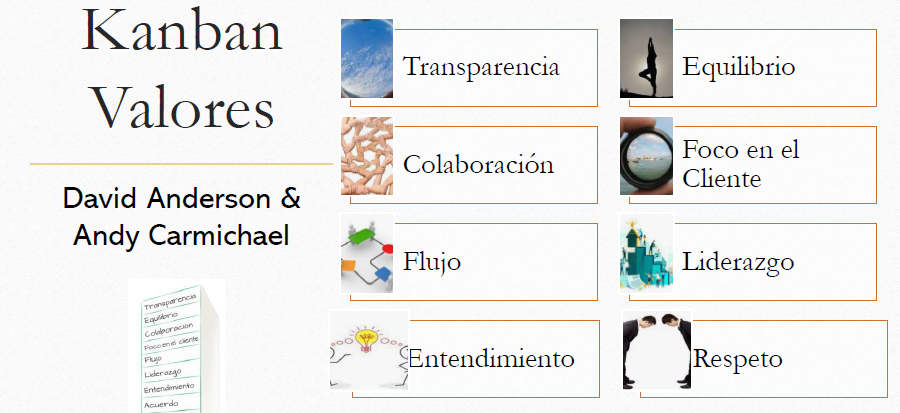 Kanban
Valores
David Anderson &
Andy Carmichael
Transparencia
Equilibrio
Colaboración
Foco en el cliente
Flujo
Liderazgo
Entendimiento
Acuerdo
Transparencia
Equilibrio
Colaboración
Foco en el
Cliente
Flujo
Liderazgo
Entendimiento
Respeto